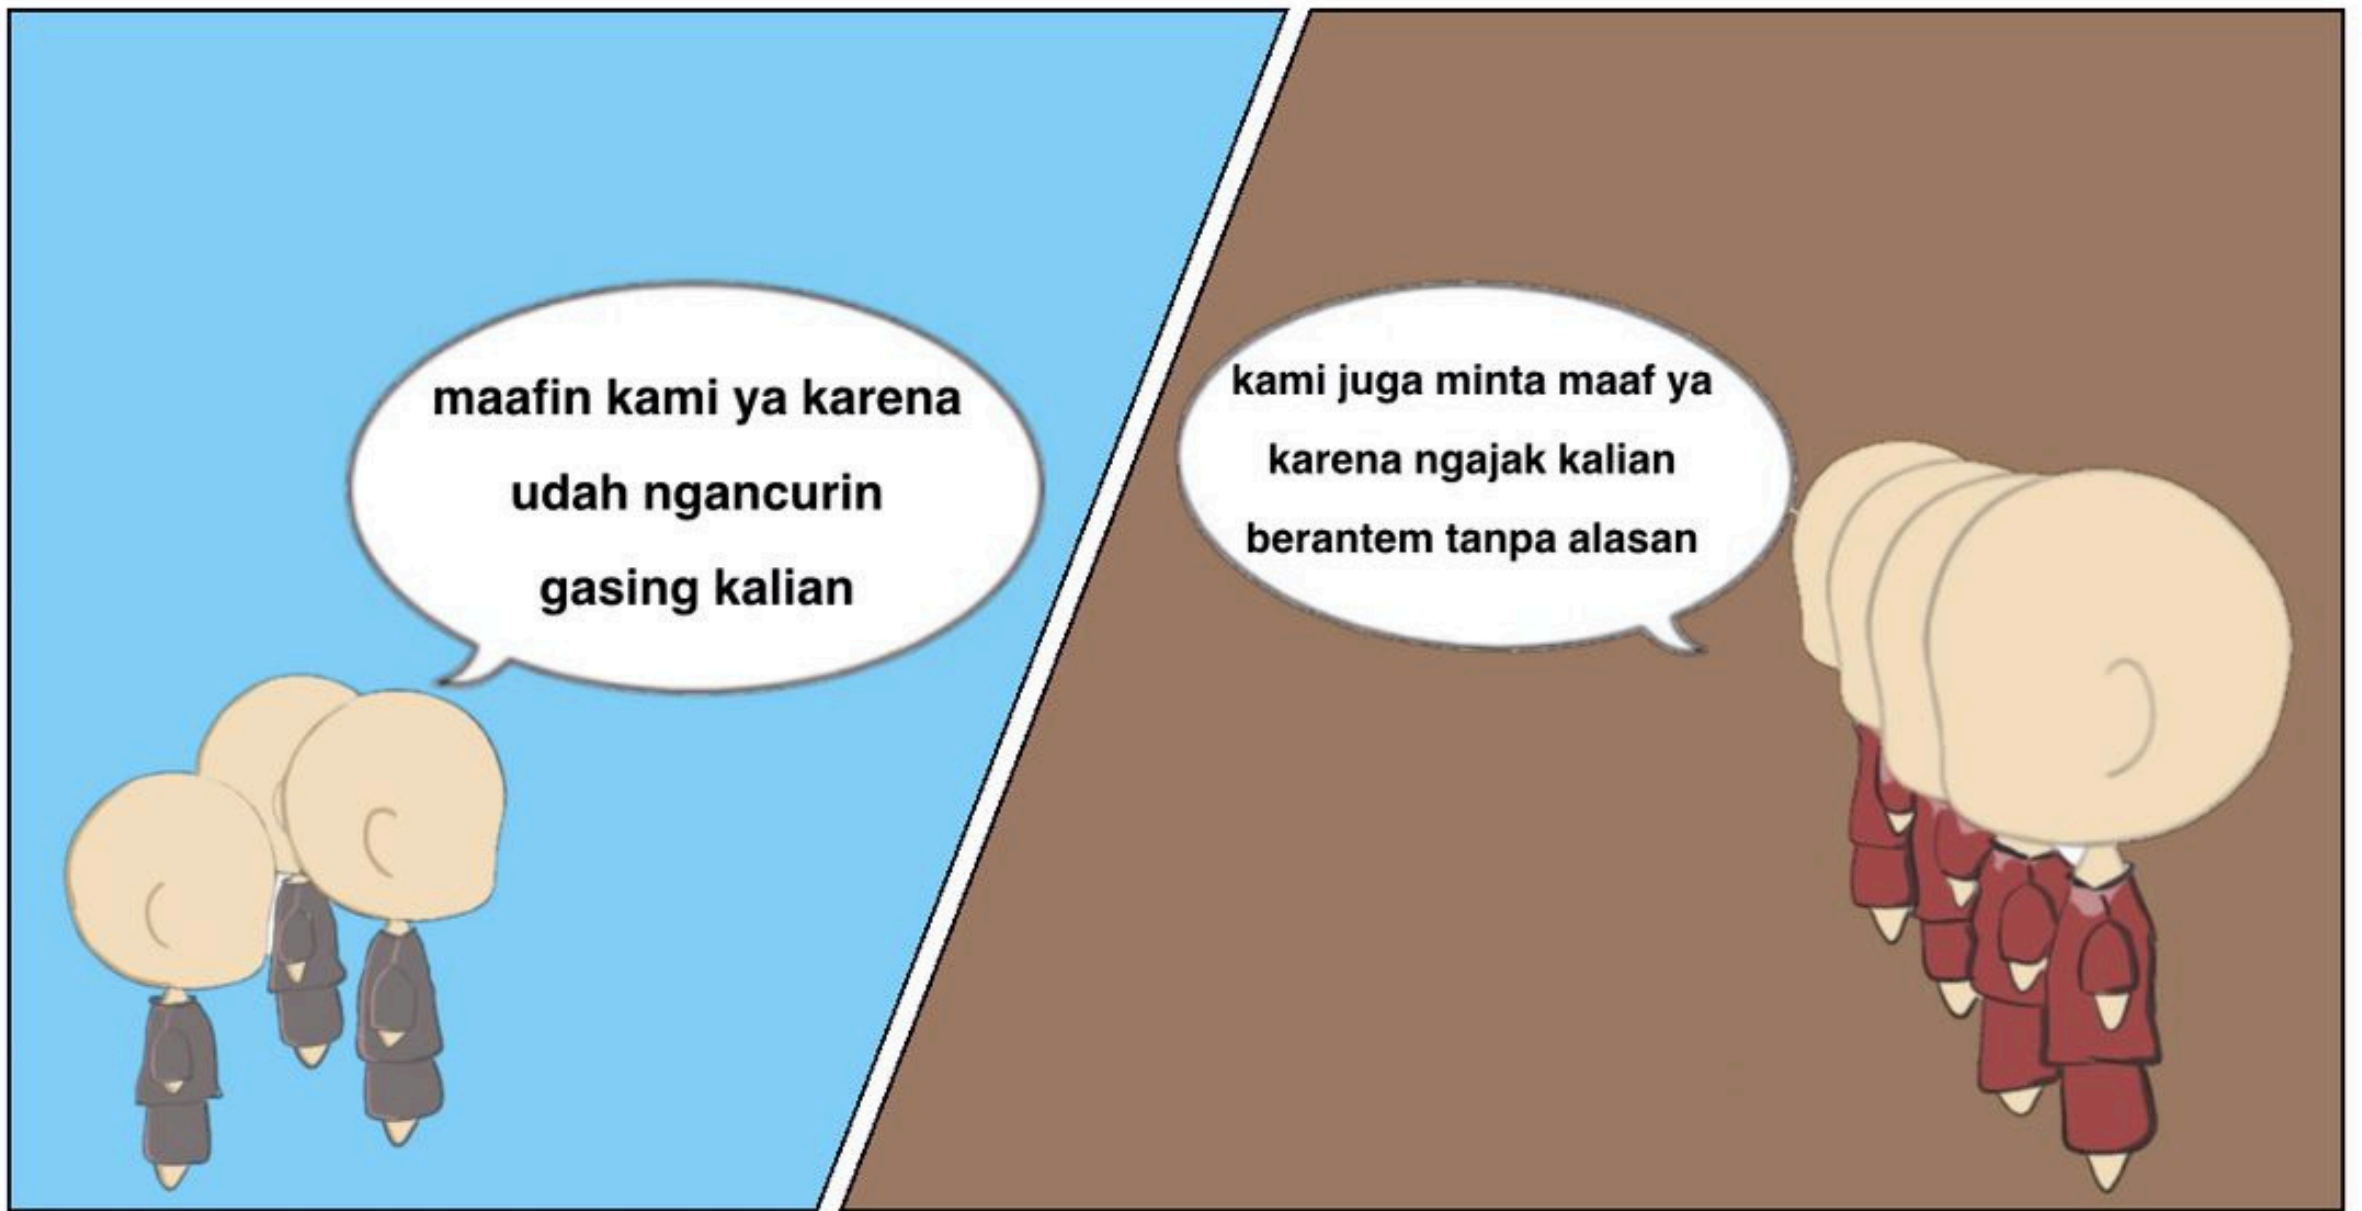 maafin kami ya karena
udah ngancurin
gasing kalian
kami juga minta maaf ya
karena ngajak kalian
berantem tanpa alasan